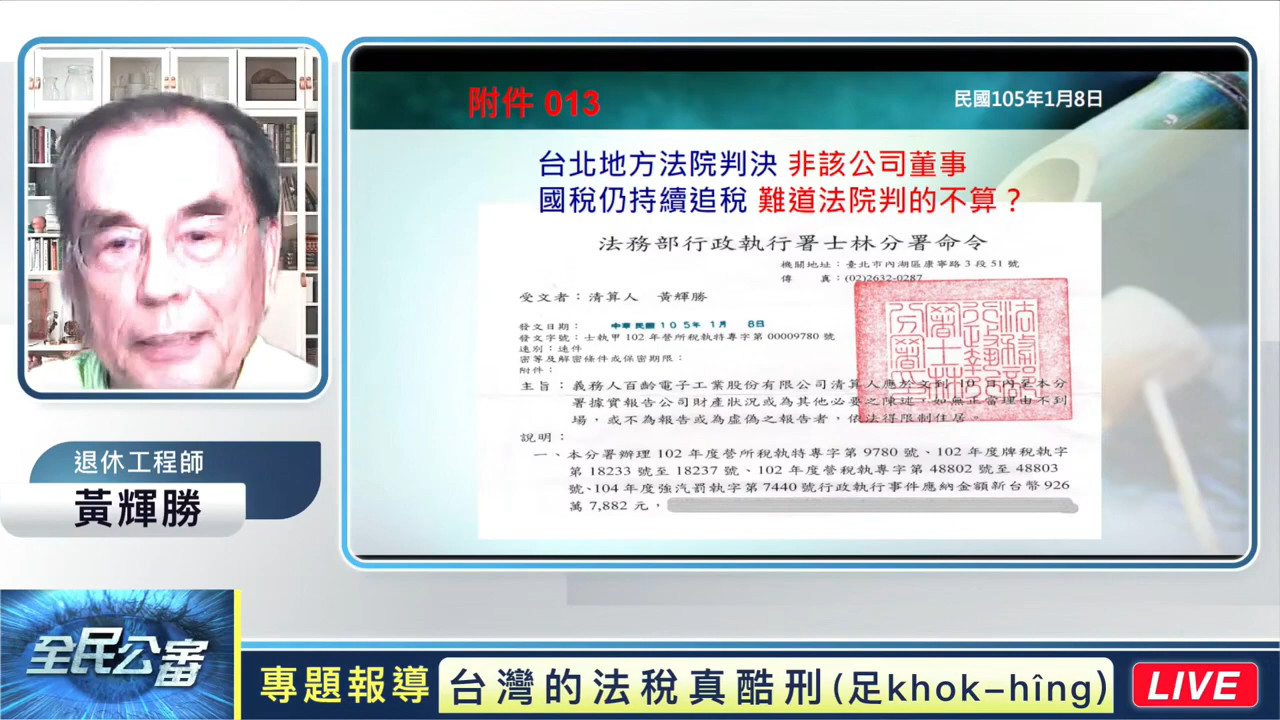 附件 013
民國105年1月8日
台北地方法院判決 非該公司董事
國稅仍持續追稅 難道法院判的不算？
法務部行政執行署士林分署命令
機關地址：臺北市內湖區康寧路3段51號
傳　真：(02)2632-0287
受文者：清算人 黃輝勝
發文日期：中華民國105年1月 8日
發文字號：士執甲102年營所稅執特專字第00009780號
速別：速件
密等及解密條件或保密期限：
附件：
主旨：義務人百齡電子工業股份有限公司清算人應於文到10日內至本分
署據實報告公司財產狀況或為其他必要之陳述，如無正當理由不到
場，或不為報告或為虛偽之報告者，依法得限制住居。
說明：
一、本分署辦理102年度營所稅執特專字第9780號、102年度牌稅執字
第18233號至18237號、102年度營稅執專字第48802號至48803
號、104年度強汽罰執字第7440號行政執行事件應納金額新台幣926
萬7,882元，
退休工程師
黃輝勝
全民公審
專題報導 台灣的法稅真酷刑(足khok-hîng)
LIVE